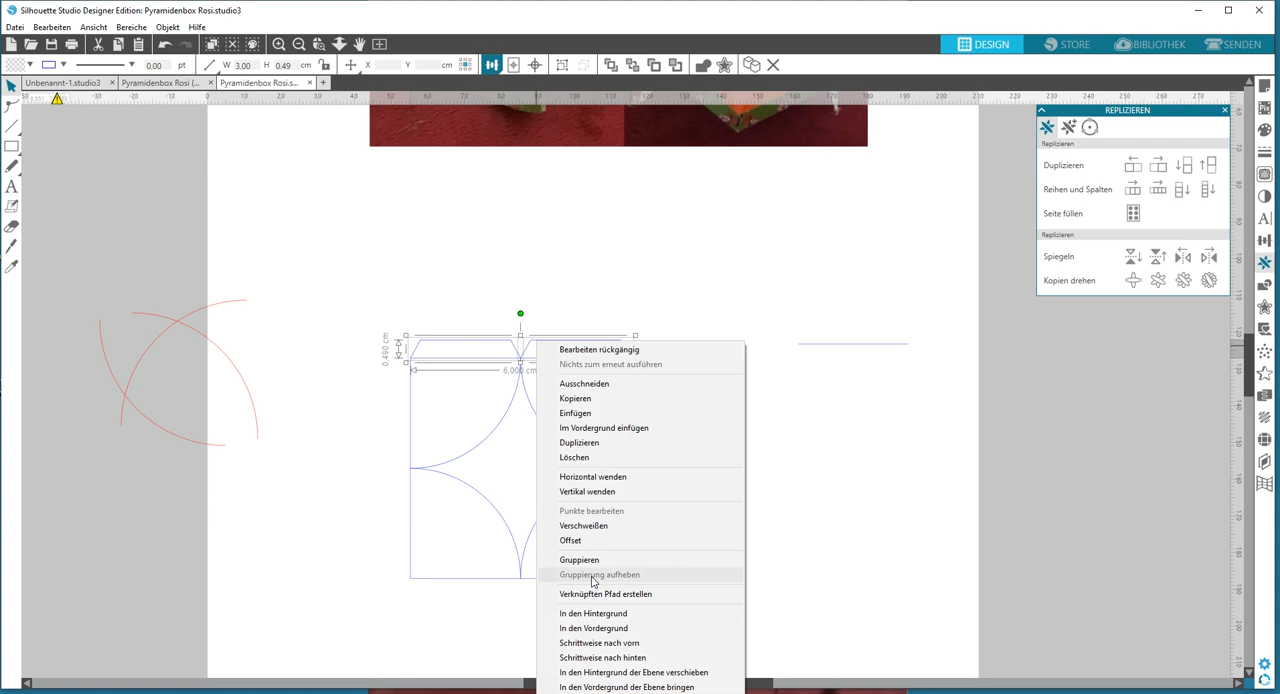 Silhouette Studio Designer Edition: Pyramidenbox Rosi.studio3
Datei Bearbeiten Ansicht Bereiche Objekt Hilfe
DESIGN STORE BIBLIOTHEK SENDEN
0.00 pt W 3.00 H 0,49 cm X Y cm
Unbenannt-1.studio3 × Pyramidenbox Rosi (... × Pyramidenbox Rosi.s... × +
REPLIZIEREN
Replizieren
Duplizieren
Reihen und Spalten
Seite füllen
Replizieren
Spiegeln
Kopien drehen
0,490 cm
6,000 cm
Bearbeiten rückgängig
Nichts zum erneut ausführen
Ausschneiden
Kopieren
Einfügen
Im Vordergrund einfügen
Duplizieren
Löschen
Horizontal wenden
Vertikal wenden
Punkte bearbeiten
Verschweißen
Offset
Gruppieren
Gruppierung aufheben
Verknüpften Pfad erstellen
In den Hintergrund
In den Vordergrund
Schrittweise nach vorn
Schrittweise nach hinten
In den Hintergrund der Ebene verschieben
In den Vordergrund der Ebene bringen